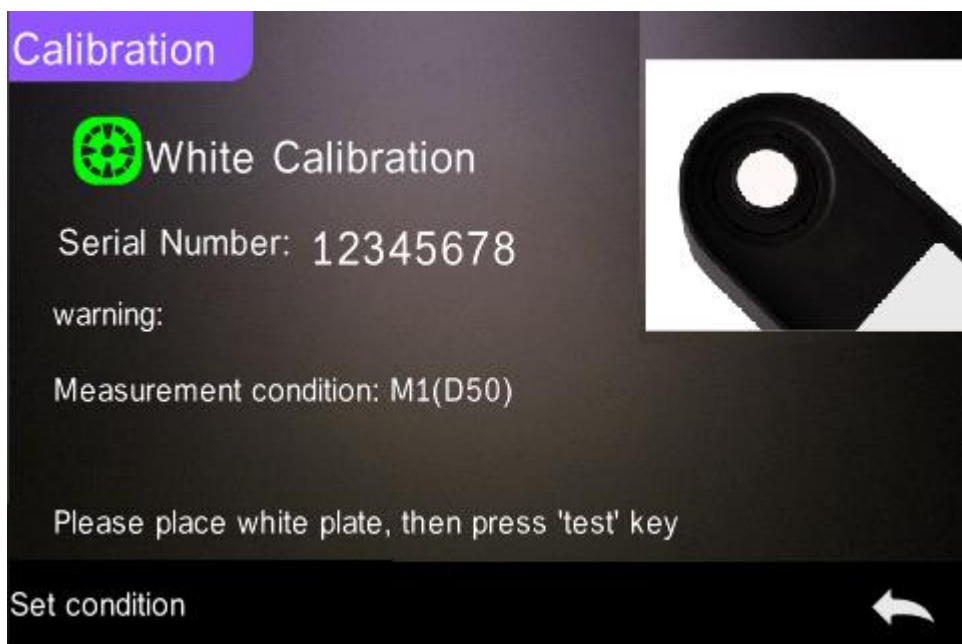 Calibration
White Calibration
Serial Number: 12345678
warning:
Measurement condition: M1(D50)
Please place white plate, then press 'test' key
Set condition